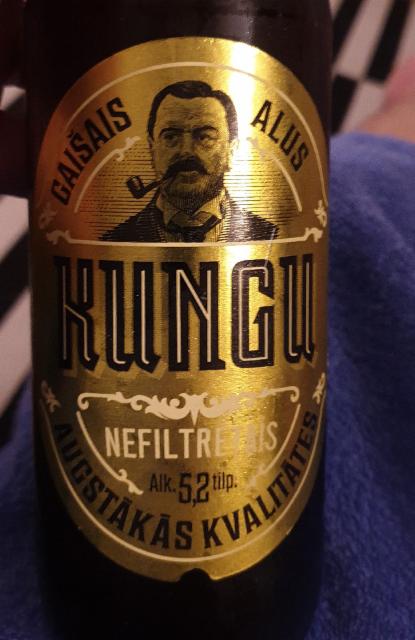 GAIŠAIS ALUS
KUNGU
NEFILTRĒTAIS
Alk. 5,2 tilp.
AUGSTĀKĀS KVALITĀTES